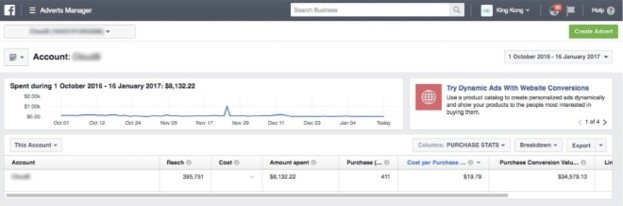 Adverts Manager
Search Business
King Kong
Help
Create Advert
Account:
1 October 2016 - 16 January 2017
Spent during 1 October 2016 - 16 January 2017: $8,132.22
$2.00k
$1.00k
$0.00
Oct 01 Oct 12 Oct 24 Nov 05 Nov 17 Nov 29 Dec 11 Dec 23 Jan 04 Today
Try Dynamic Ads With Website Conversions
Use a product catalog to create personalized ads dynamically
and show your products to the people most interested in
buying them.
1 of 4
This Account
Columns: PURCHASE STATS
Breakdown
Export
Account Reach Cost Amount spent Purchase (... Cost per Purchase ... Purchase Conversion Valu... Lin
395,751 — $8,132.22 411 $19.79 $34,579.13